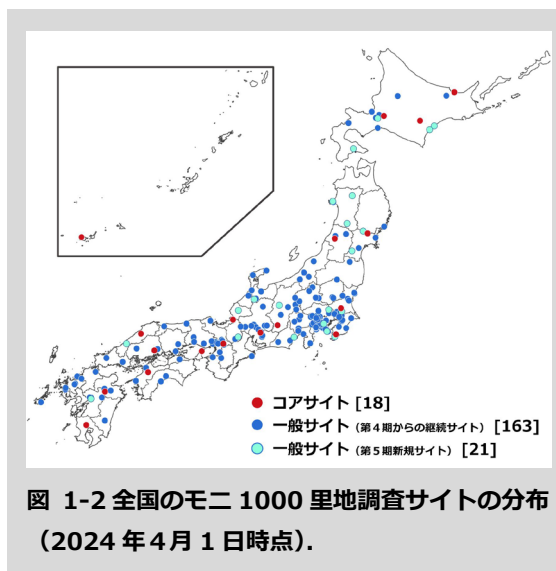 コアサイト [18]
一般サイト（第４期からの継続サイト） [163]
一般サイト（第５期新規サイト） [21]
図 1-2 全国のモニ 1000 里地調査サイトの分布
（2024 年４月 1 日時点）．